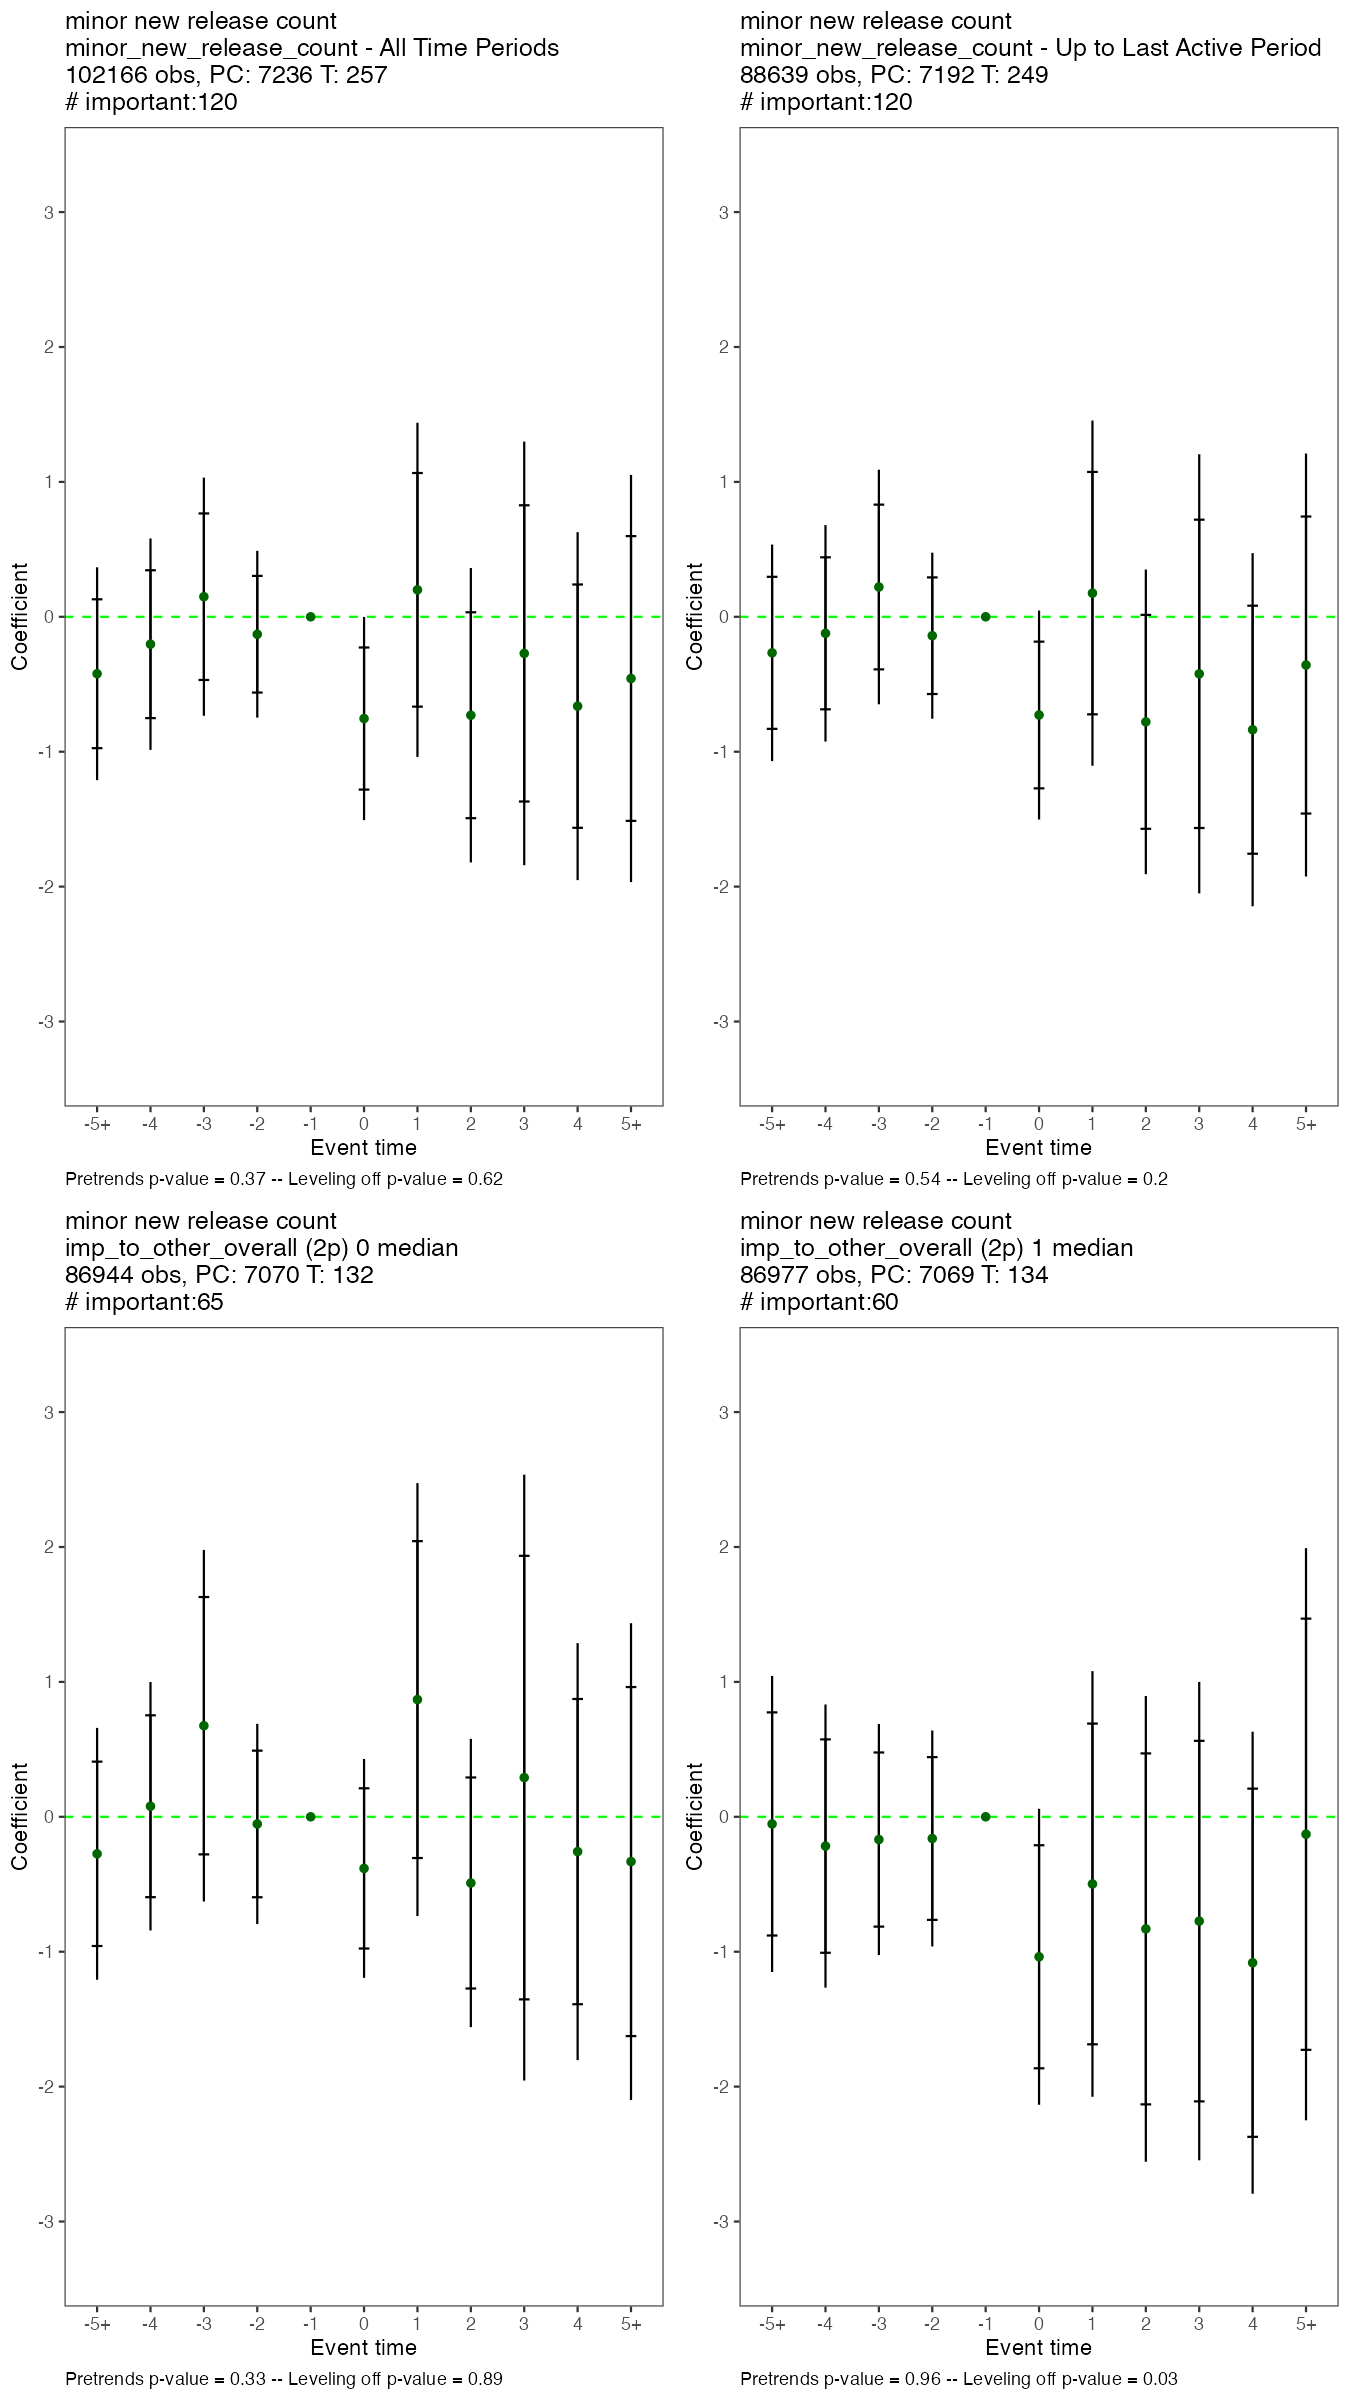 minor new release count
minor_new_release_count - All Time Periods
102166 obs, PC: 7236 T: 257
# important:120
3
2
1
0
-1
-2
-3
Coefficient
-5+ -4 -3 -2 -1 0 1 2 3 4 5+
Event time
Pretrends p-value = 0.37 -- Leveling off p-value = 0.62
minor new release count
minor_new_release_count - Up to Last Active Period
88639 obs, PC: 7192 T: 249
# important:120
3
2
1
0
-1
-2
-3
Coefficient
-5+ -4 -3 -2 -1 0 1 2 3 4 5+
Event time
Pretrends p-value = 0.54 -- Leveling off p-value = 0.2
minor new release count
imp_to_other_overall (2p) 0 median
86944 obs, PC: 7070 T: 132
# important:65
3
2
1
0
-1
-2
-3
Coefficient
-5+ -4 -3 -2 -1 0 1 2 3 4 5+
Event time
Pretrends p-value = 0.33 -- Leveling off p-value = 0.89
minor new release count
imp_to_other_overall (2p) 1 median
86977 obs, PC: 7069 T: 134
# important:60
3
2
1
0
-1
-2
-3
Coefficient
-5+ -4 -3 -2 -1 0 1 2 3 4 5+
Event time
Pretrends p-value = 0.96 -- Leveling off p-value = 0.03